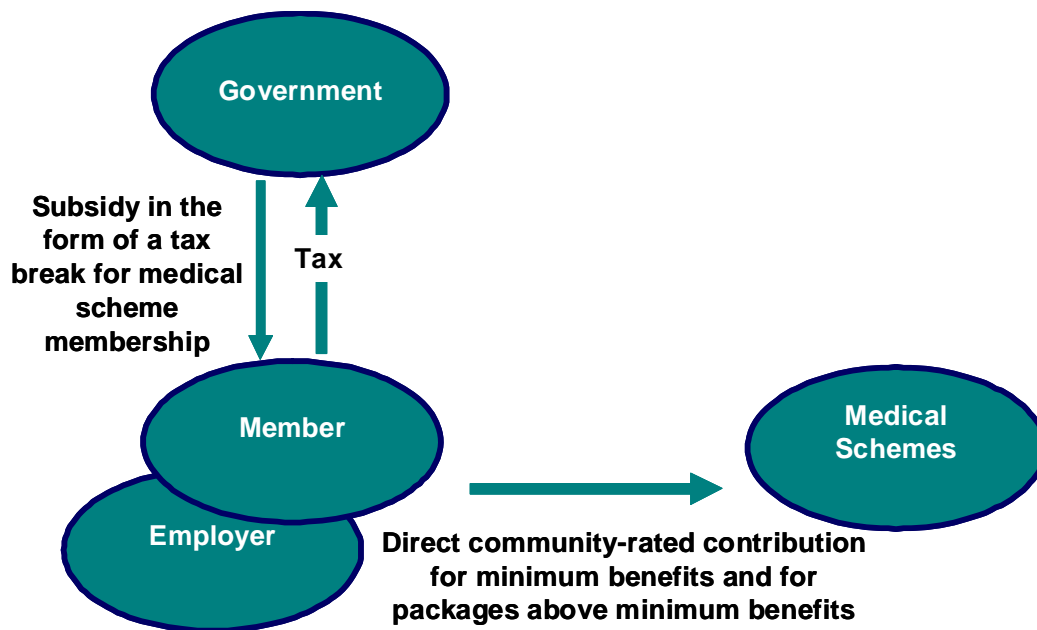 Government
Subsidy in the
form of a tax
break for medical
scheme
membership
Tax
Member
Medical
Schemes
Employer
Direct community-rated contribution
for minimum benefits and for
packages above minimum benefits